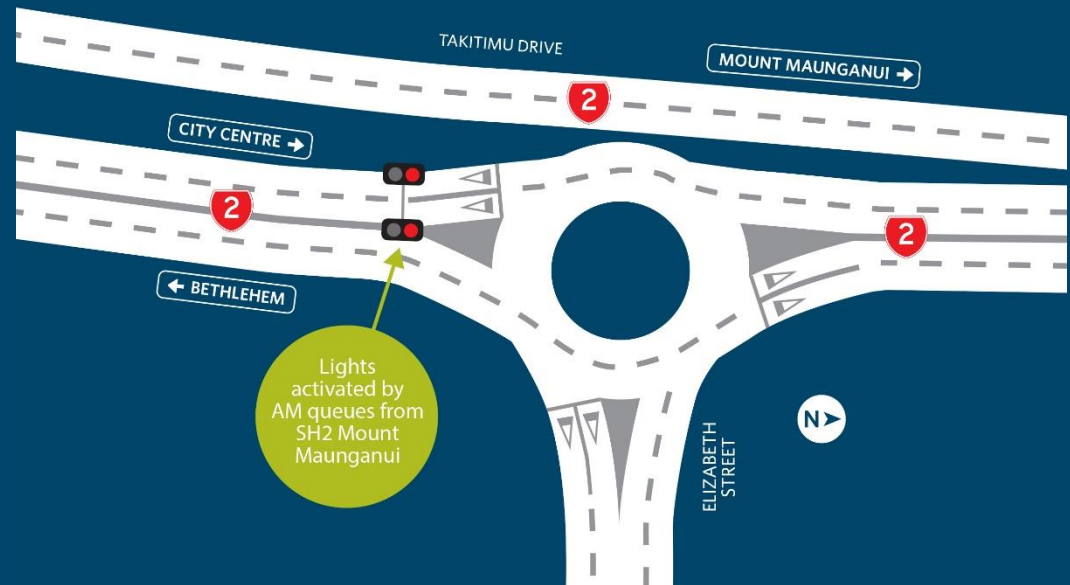 TAKITIMU DRIVE
MOUNT MAUNGANUI →
2
CITY CENTRE →
2
2
← BETHLEHEM
Lights
activated by
AM queues from
SH2 Mount
Maunganui
N
ELIZABETH
STREET